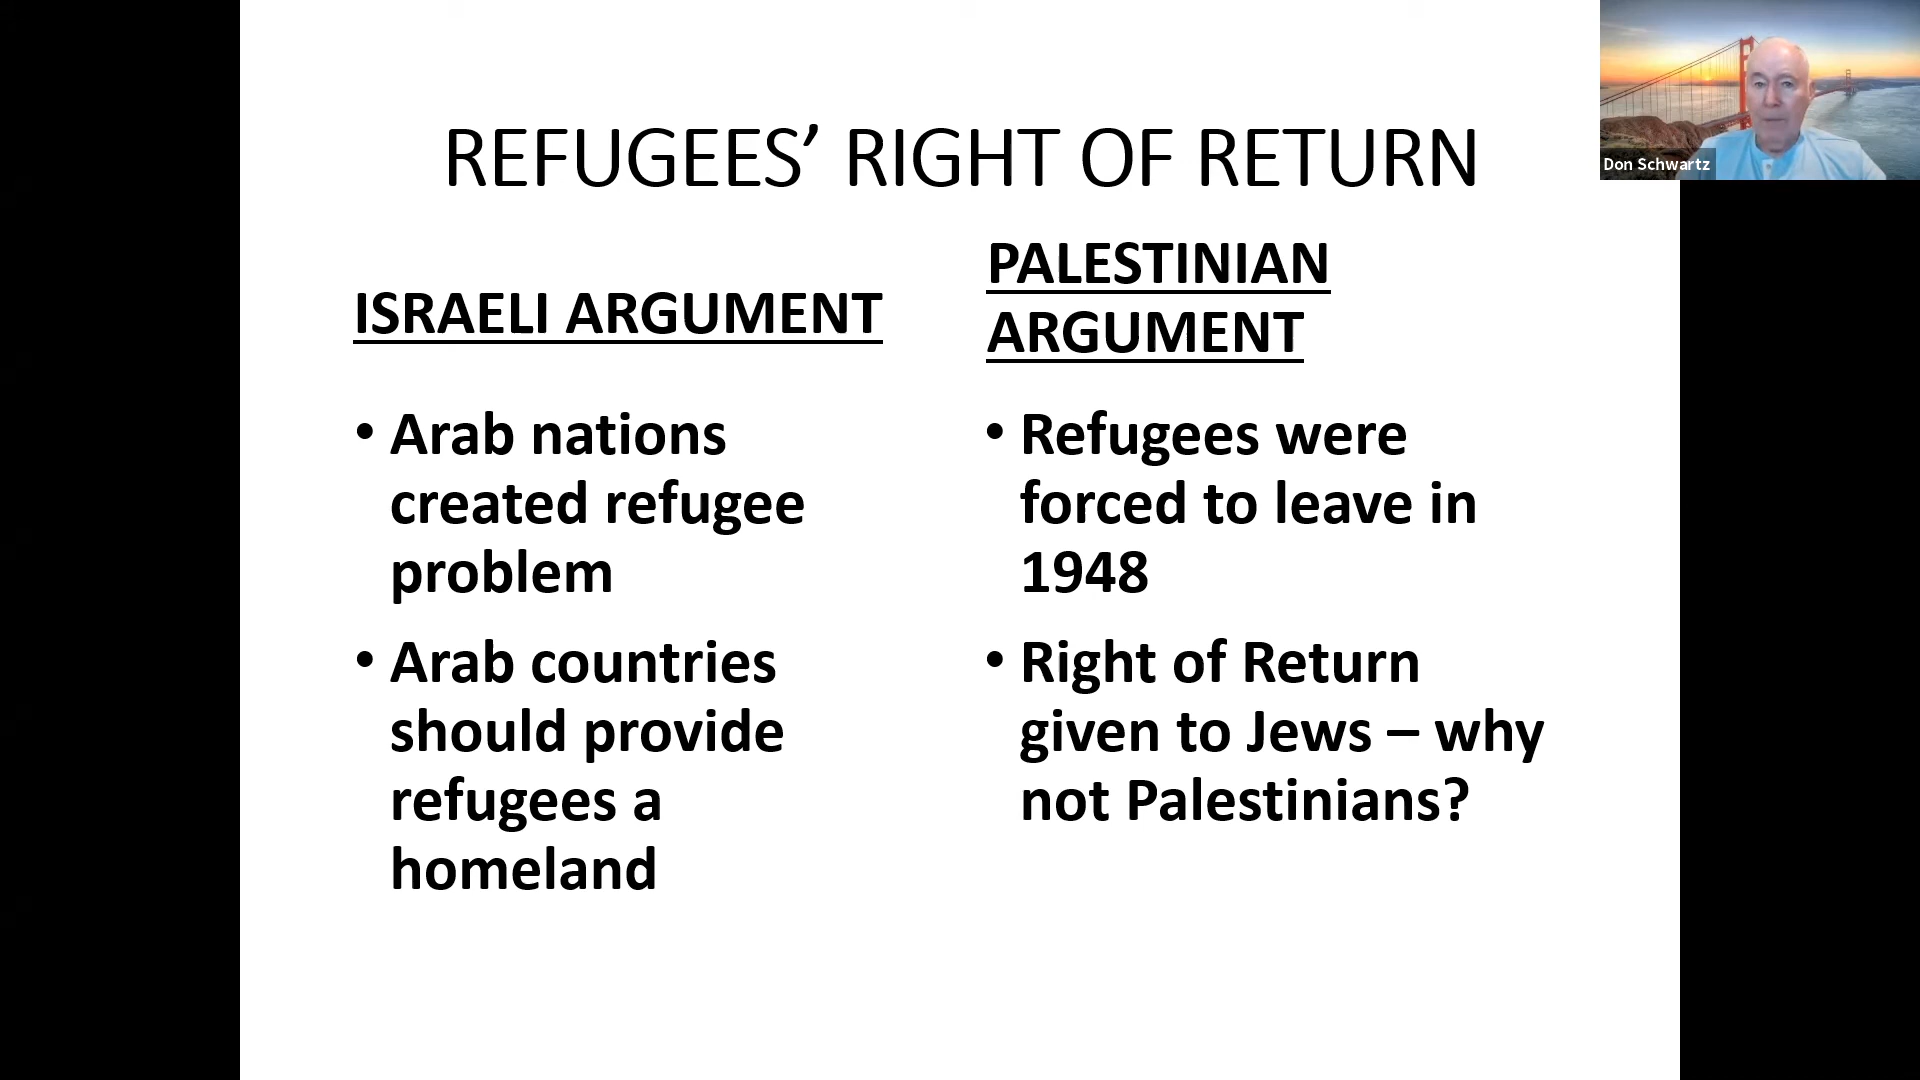 REFUGEES’ RIGHT OF RETURN
Don Schwartz
ISRAELI ARGUMENT
• Arab nations
created refugee
problem
• Arab countries
should provide
refugees a
homeland
PALESTINIAN
ARGUMENT
• Refugees were
forced to leave in
1948
• Right of Return
given to Jews – why
not Palestinians?